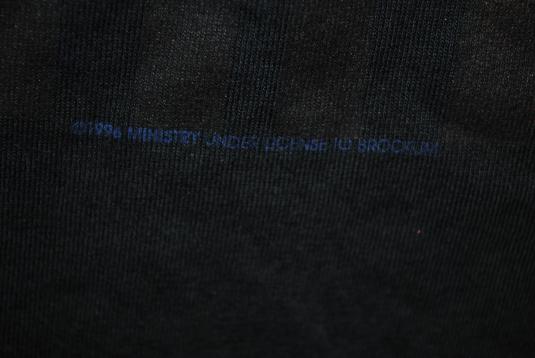 ©1996 MINISTRY UNDER LICENSE TO BROCKUM